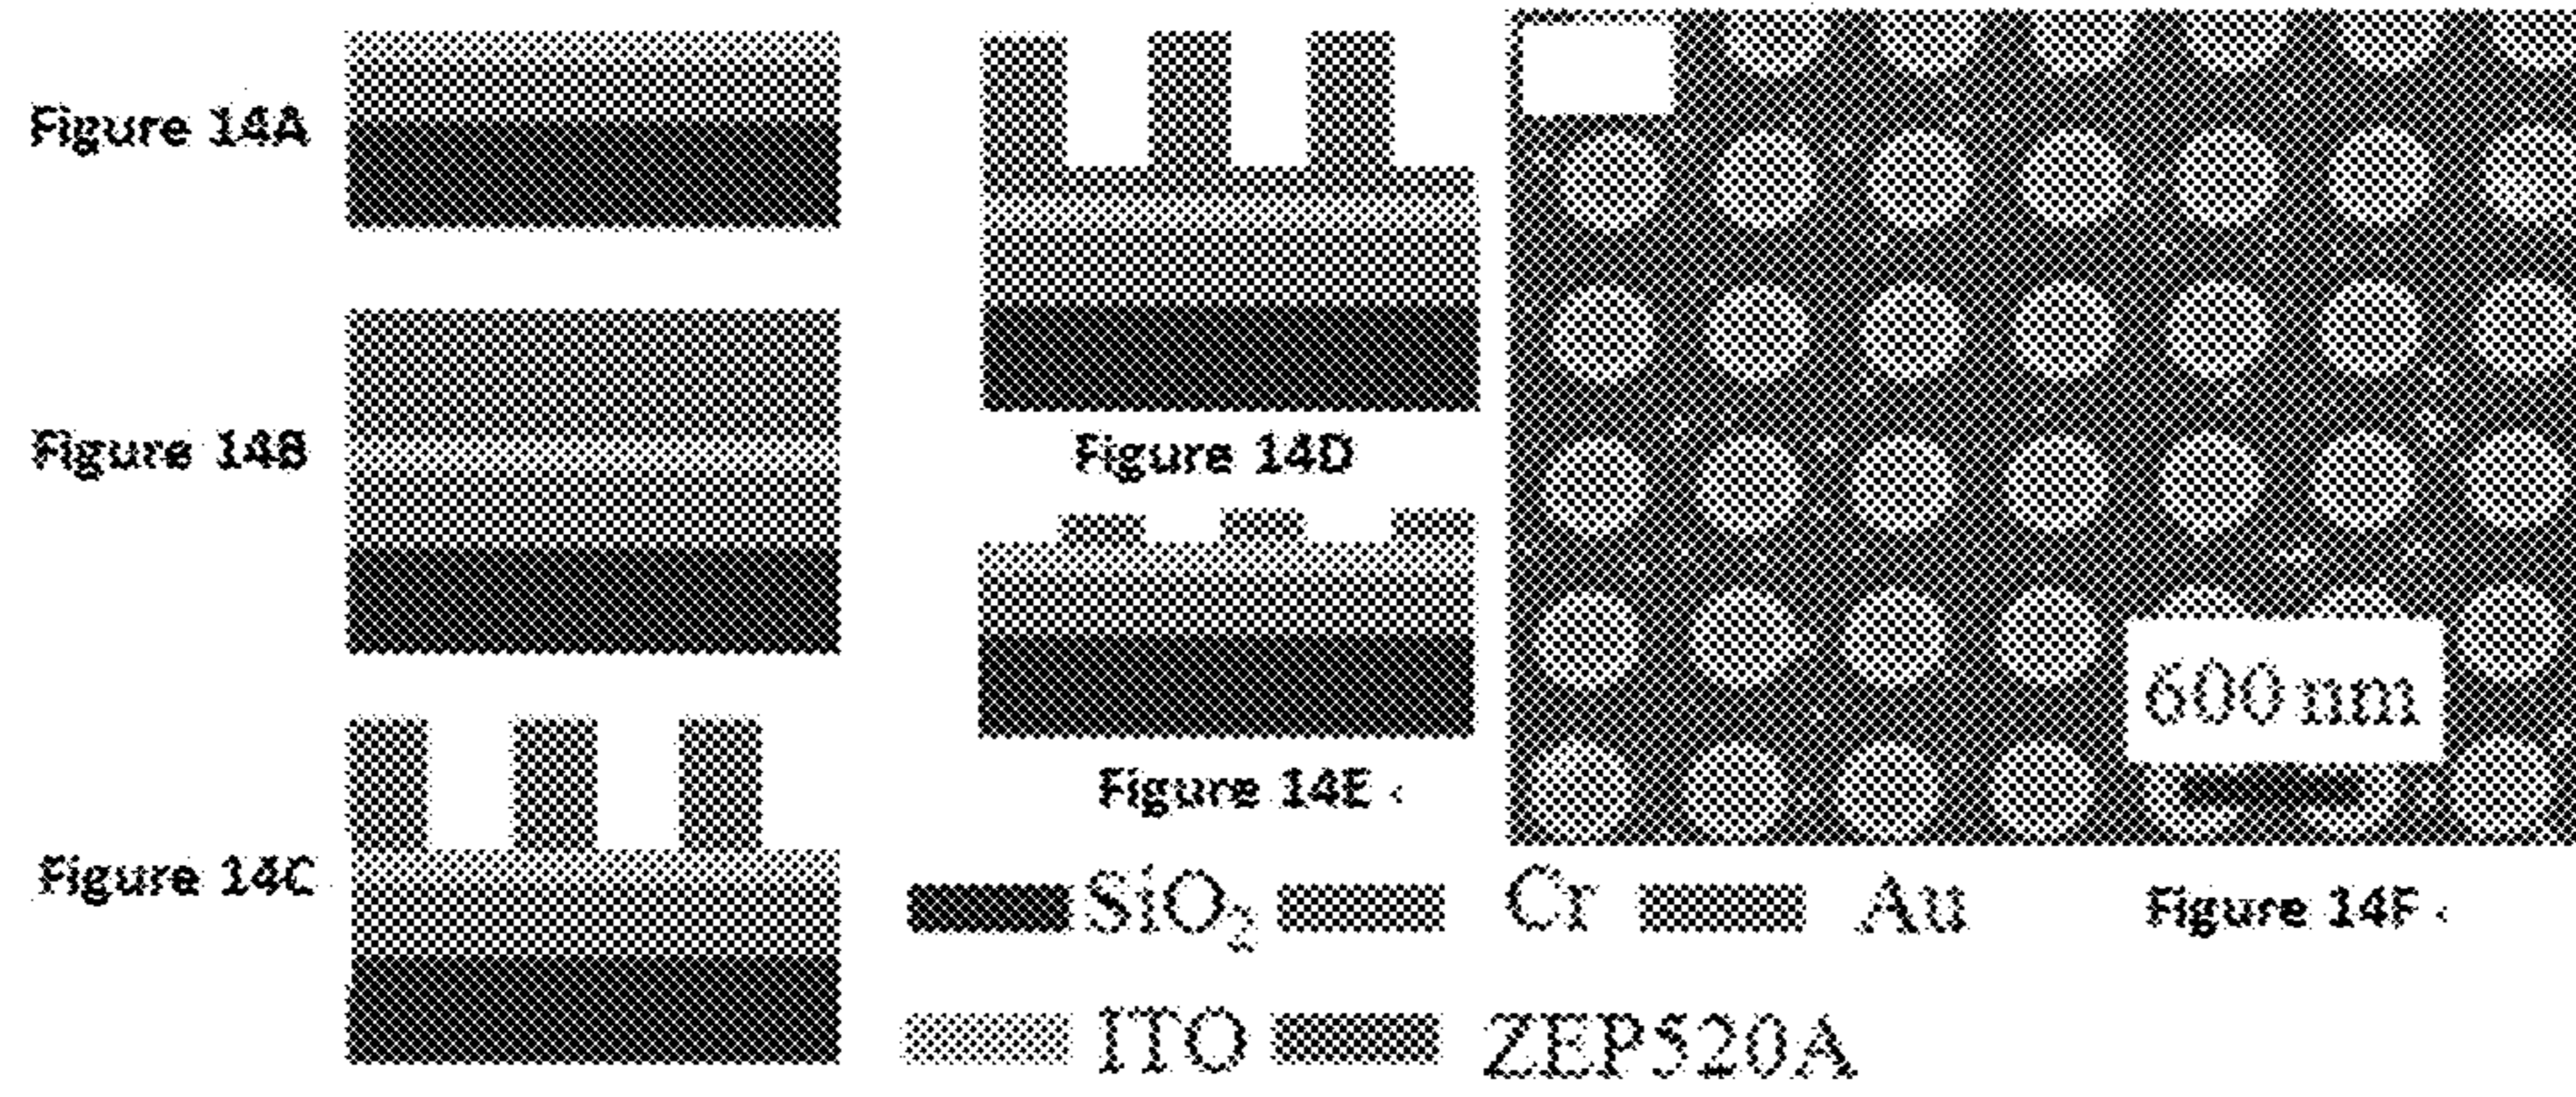 Figure 14A
Figure 14B
Figure 14C
Figure 14D
Figure 14E
600 nm
SiO₂ Cr Au
Figure 14F
ITO ZEP520A